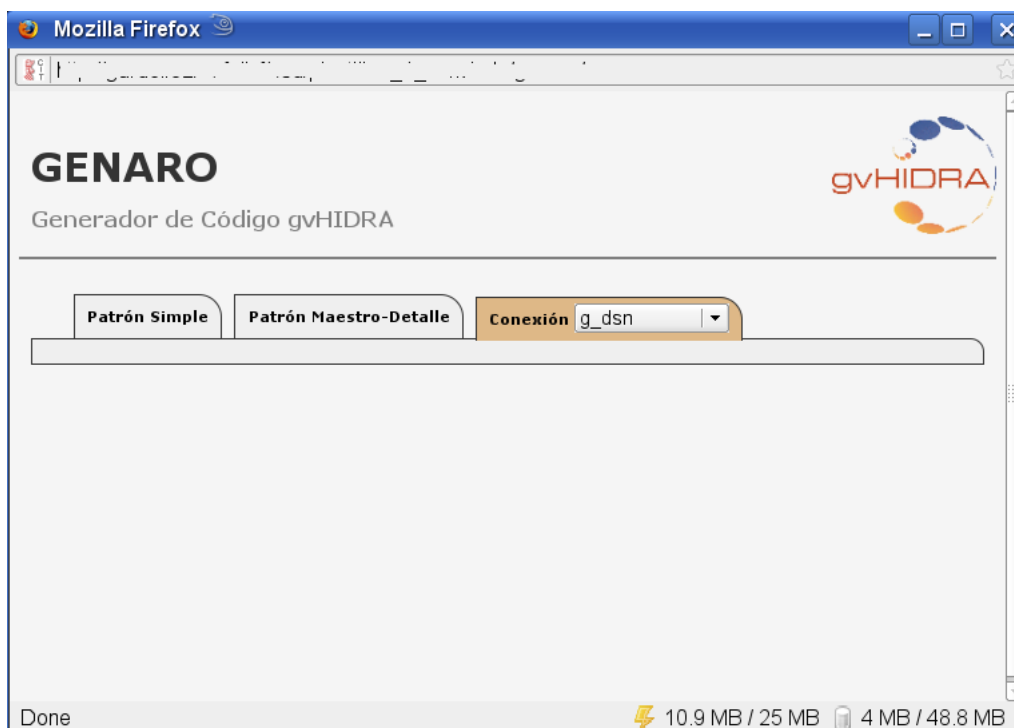 Mozilla Firefox
GENARO
Generador de Código gvHIDRA
gvHIDRA
Patrón Simple
Patrón Maestro-Detalle
Conexión g_dsn
Done 10.9 MB / 25 MB 4 MB / 48.8 MB